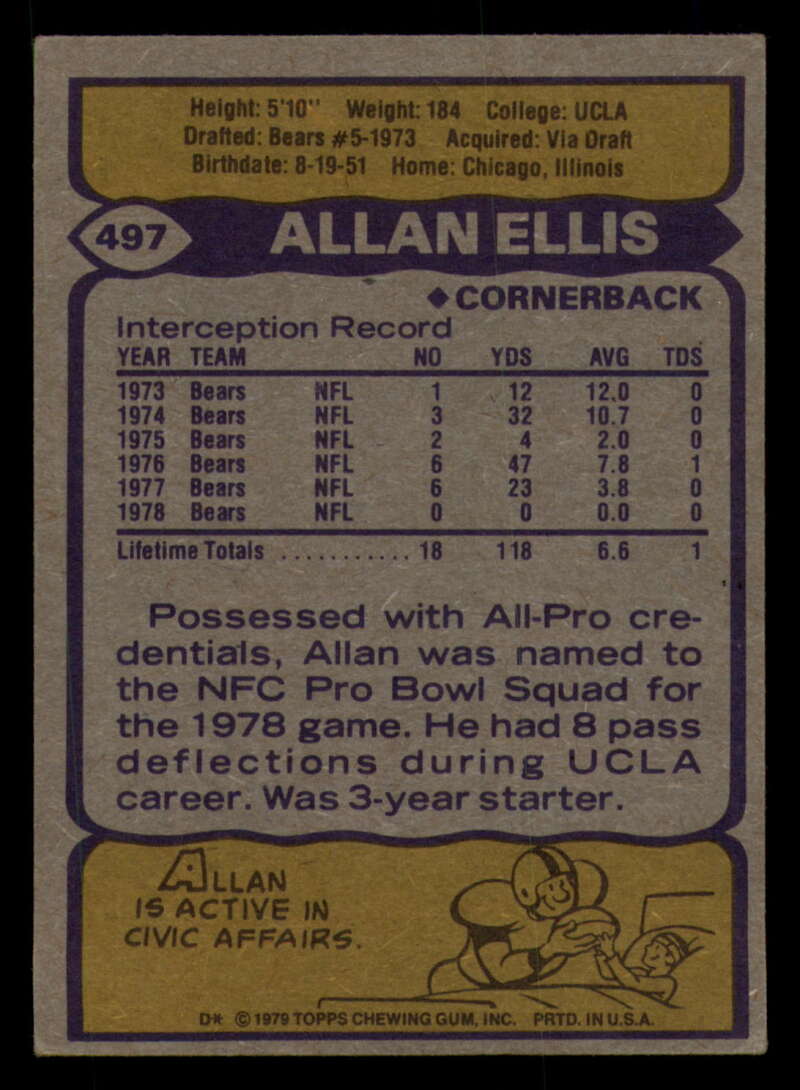 Height: 5'10" Weight: 184 College: UCLA
Drafted: Bears #5-1973 Acquired: Via Draft
Birthdate: 8-19-51 Home: Chicago, Illinois
497 ALLAN ELLIS
◆ CORNERBACK
Interception Record
YEAR TEAM NO YDS AVG TDS
1973 Bears NFL 1 12 12.0 0
1974 Bears NFL 3 32 10.7 0
1975 Bears NFL 2 4 2.0 0
1976 Bears NFL 6 47 7.8 1
1977 Bears NFL 6 23 3.8 0
1978 Bears NFL 0 0 0.0 0
Lifetime Totals ........... 18 118 6.6 1
Possessed with All-Pro cre-
dentials, Allan was named to
the NFC Pro Bowl Squad for
the 1978 game. He had 8 pass
deflections during UCLA
career. Was 3-year starter.
ALLAN
IS ACTIVE IN
CIVIC AFFAIRS.
D* © 1979 TOPPS CHEWING GUM, INC. PRTD. IN U.S.A.